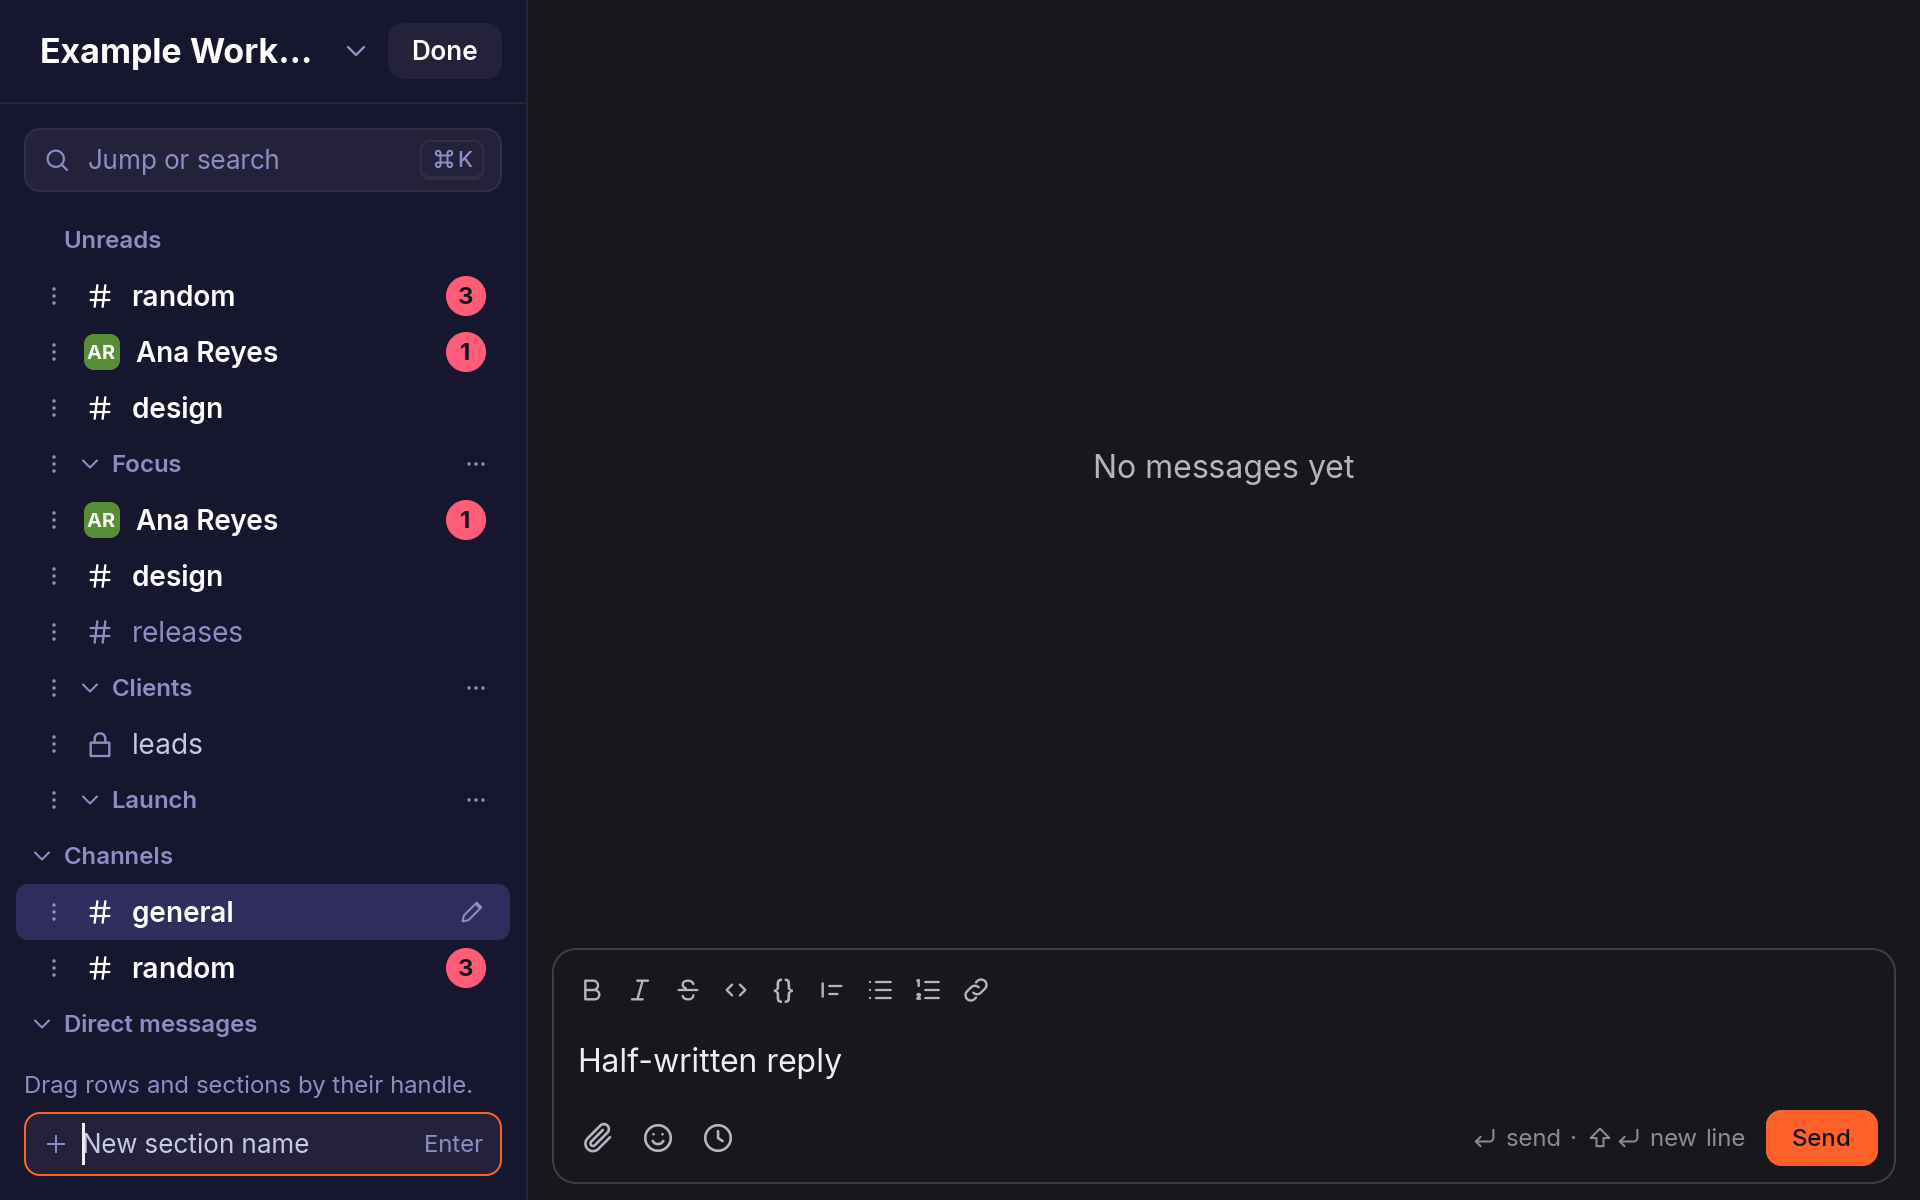 Example Work...
Done
Jump or search
⌘K
Unreads
random
3
AR
Ana Reyes
1
design
Focus
AR
Ana Reyes
1
design
releases
Clients
leads
Launch
Channels
general
random
3
Direct messages
Drag rows and sections by their handle.
New section name
Enter
No messages yet
Half-written reply
send · new line
Send